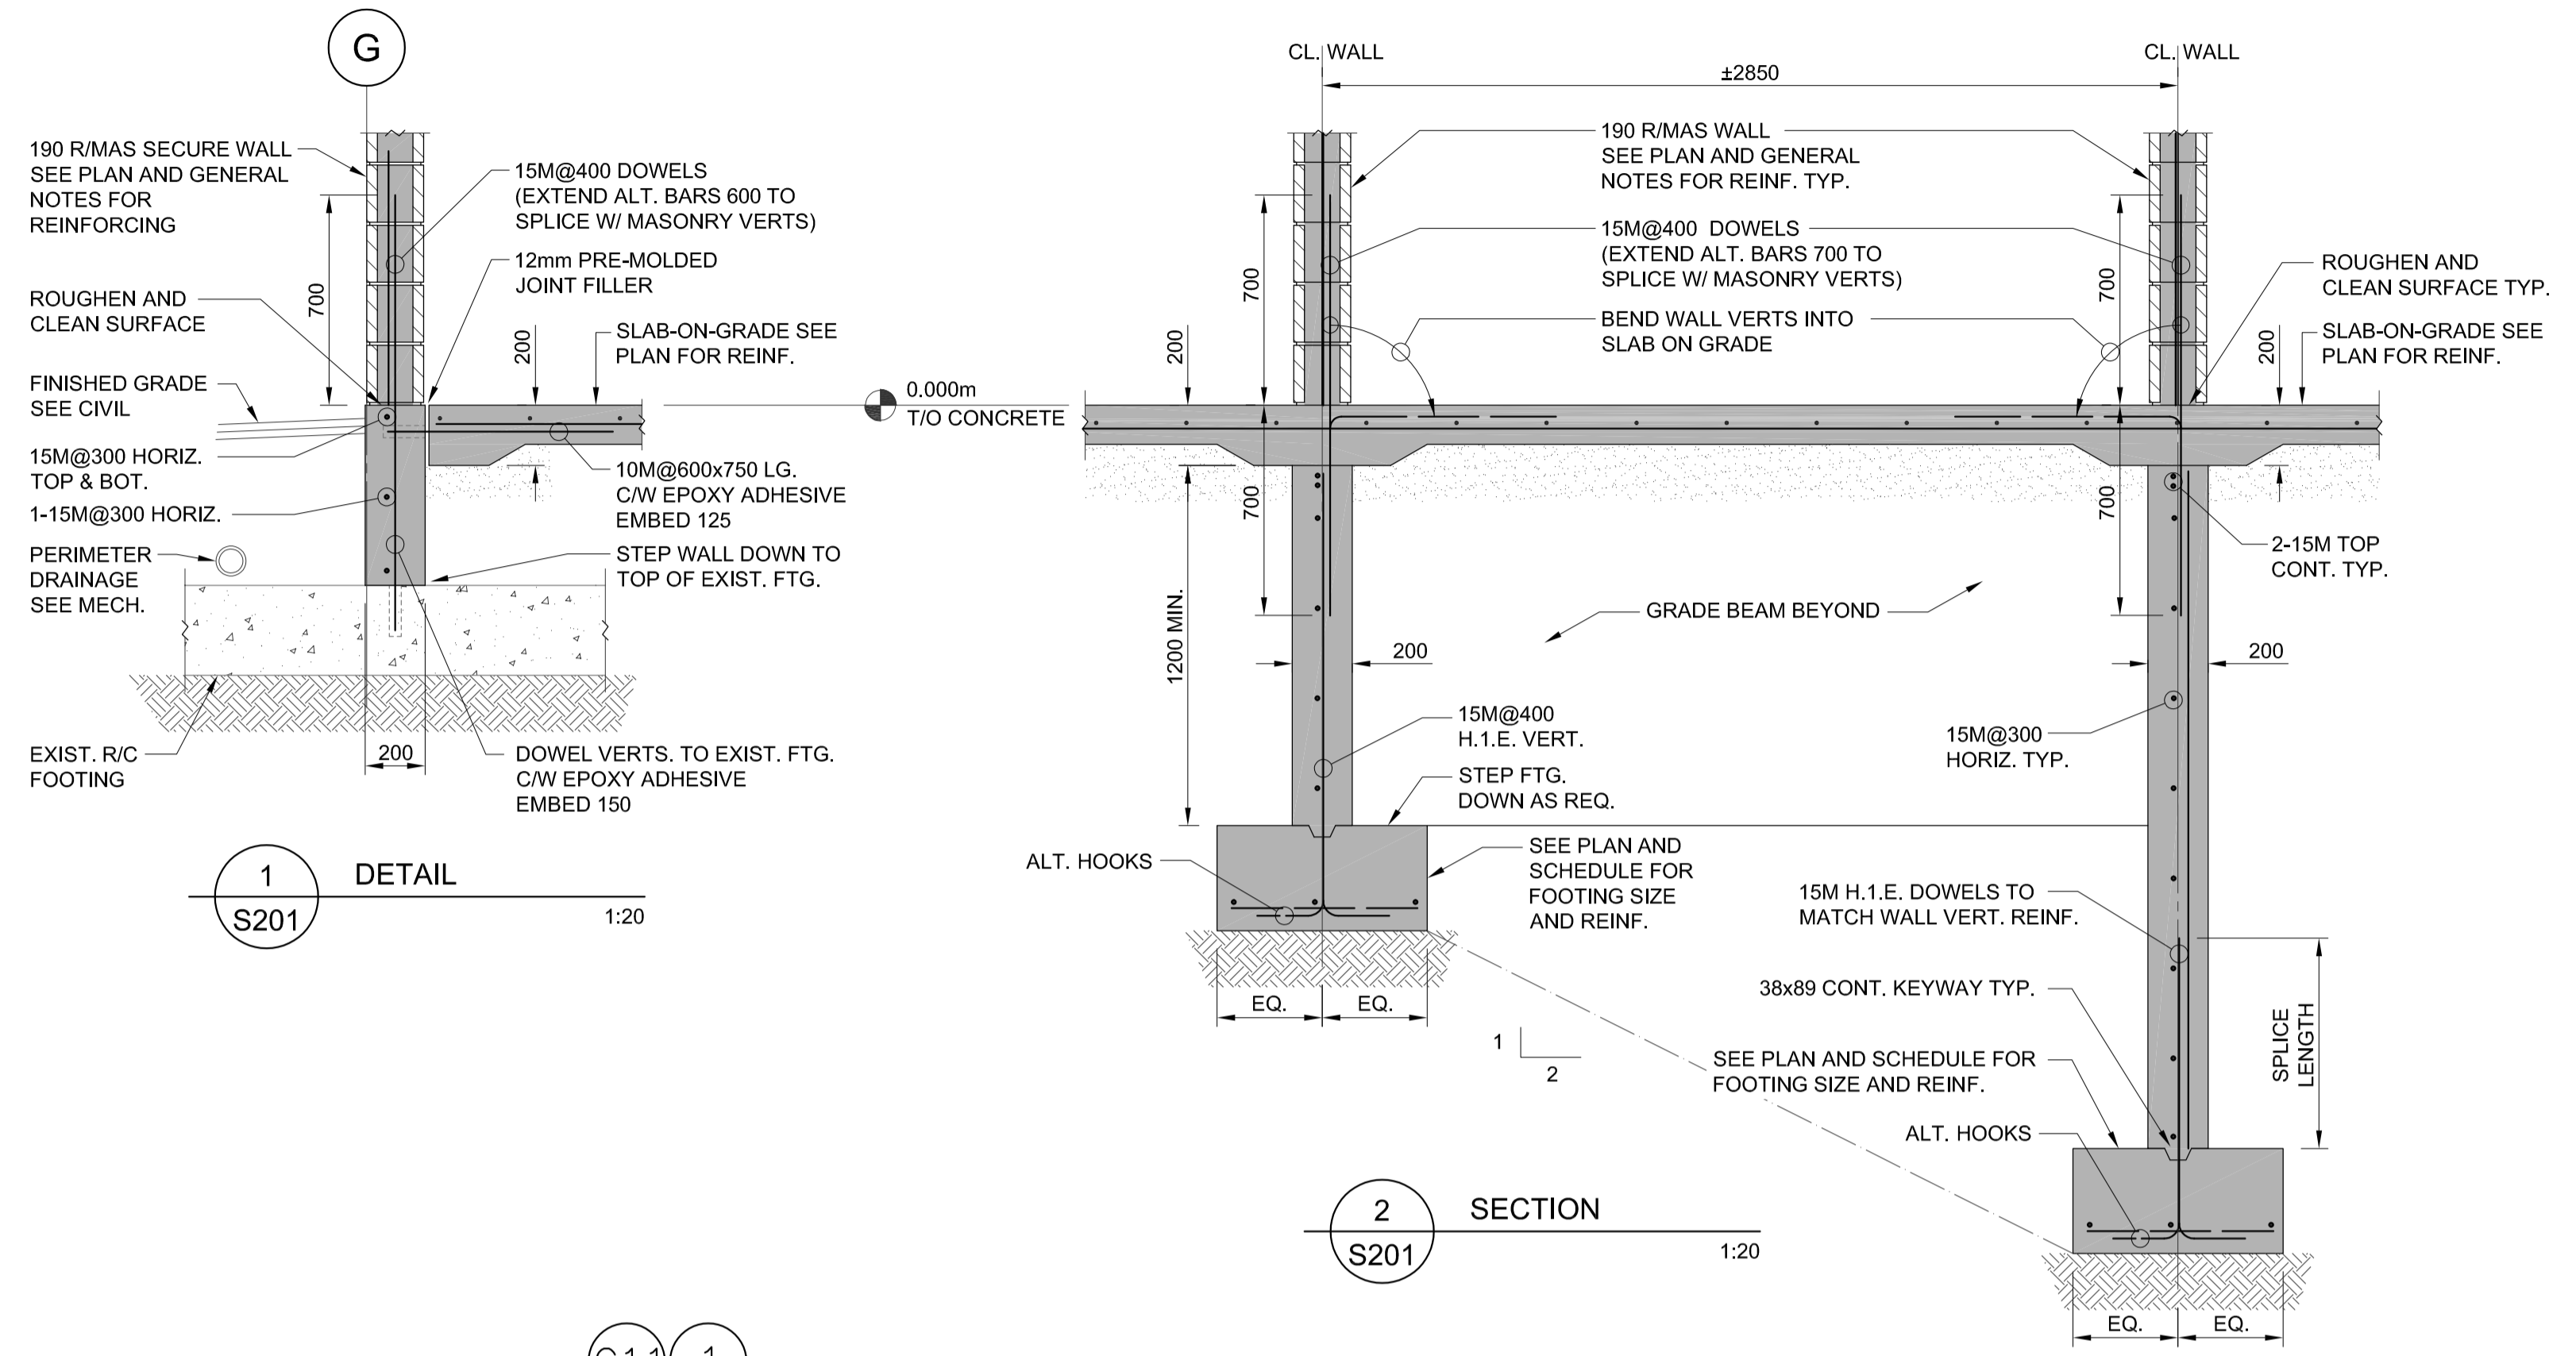 G
190 R/MAS SECURE WALL
SEE PLAN AND GENERAL
NOTES FOR
REINFORCING
15M@400 DOWELS
(EXTEND ALT. BARS 600 TO
SPLICE W/ MASONRY VERTS)
12mm PRE-MOLDED
JOINT FILLER
ROUGHEN AND
CLEAN SURFACE
700
200
SLAB-ON-GRADE SEE
PLAN FOR REINF.
FINISHED GRADE
SEE CIVIL
15M@300 HORIZ.
TOP & BOT.
1-15M@300 HORIZ.
10M@600x750 LG.
C/W EPOXY ADHESIVE
EMBED 125
PERIMETER
DRAINAGE
SEE MECH.
STEP WALL DOWN TO
TOP OF EXIST. FTG.
EXIST. R/C
FOOTING
200
DOWEL VERTS. TO EXIST. FTG.
C/W EPOXY ADHESIVE
EMBED 150
1
S201
DETAIL
1:20
0.000m
T/O CONCRETE
CL. WALL
CL. WALL
±2850
190 R/MAS WALL
SEE PLAN AND GENERAL
NOTES FOR REINF. TYP.
15M@400 DOWELS
(EXTEND ALT. BARS 700 TO
SPLICE W/ MASONRY VERTS)
BEND WALL VERTS INTO
SLAB ON GRADE
200
700
700
200
ROUGHEN AND
CLEAN SURFACE TYP.
SLAB-ON-GRADE SEE
PLAN FOR REINF.
700
700
1200 MIN.
2-15M TOP
CONT. TYP.
GRADE BEAM BEYOND
200
200
15M@400
H.1.E. VERT.
15M@300
HORIZ. TYP.
STEP FTG.
DOWN AS REQ.
ALT. HOOKS
SEE PLAN AND
SCHEDULE FOR
FOOTING SIZE
AND REINF.
15M H.1.E. DOWELS TO
MATCH WALL VERT. REINF.
38x89 CONT. KEYWAY TYP.
EQ.
EQ.
1
2
SPLICE
LENGTH
SEE PLAN AND SCHEDULE FOR
FOOTING SIZE AND REINF.
ALT. HOOKS
2
S201
SECTION
1:20
EQ.
EQ.
1